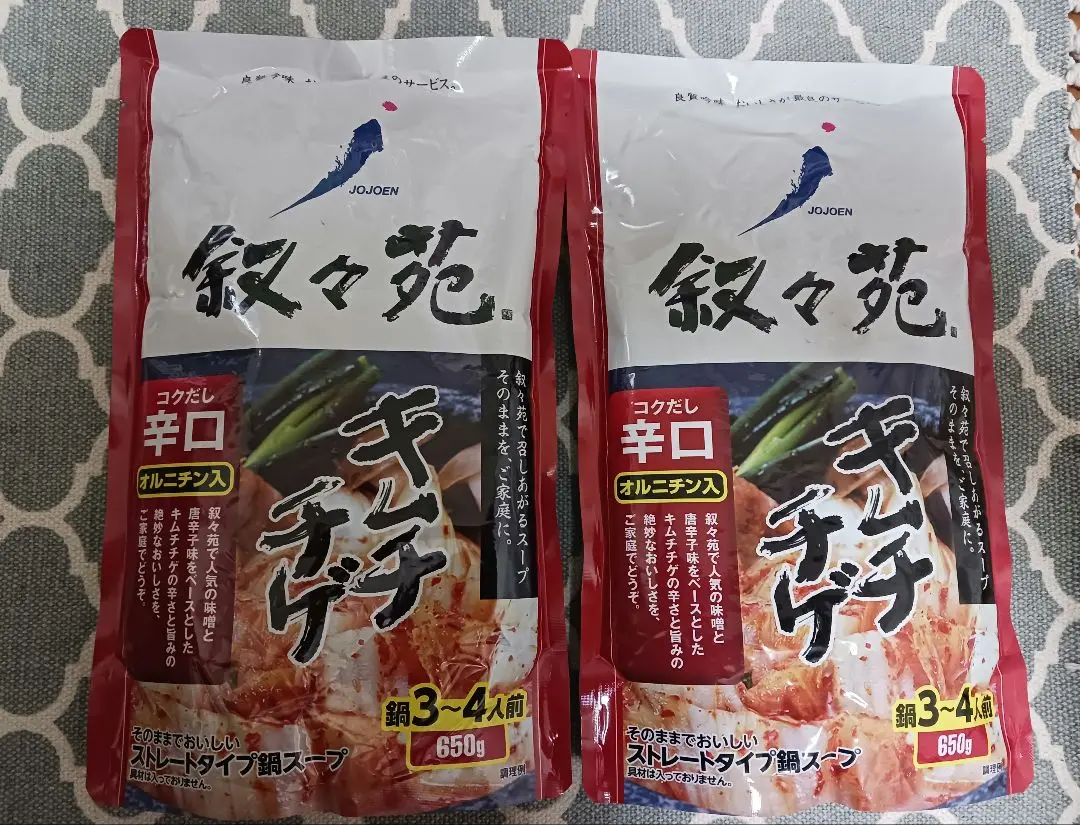 良質吟味
のサービス。
JOJOEN
叙々苑
叙々苑で召しあがるスープ
そのままを、ご家庭に。
キムチ
チゲ
コクだし
辛口
オルニチン入
叙々苑で人気の味噌と
唐辛子味をベースとした
キムチチゲの辛さと旨みの
絶妙なおいしさを、
ご家庭でどうぞ。
鍋3〜4人前
650g
そのままでおいしい
ストレートタイプ鍋スープ
具材は入っておりません。
調理例
良質吟味
JOJOEN
叙々苑
叙々苑で召しあがるスープ
そのままを、ご家庭に。
キムチ
チゲ
コクだし
辛口
オルニチン入
叙々苑で人気の味噌と
唐辛子味をベースとした
キムチチゲの辛さと旨みの
絶妙なおいしさを、
ご家庭でどうぞ。
鍋3〜4人前
650g
そのままでおいしい
ストレートタイプ鍋スープ
具材は入っておりません。
調理例